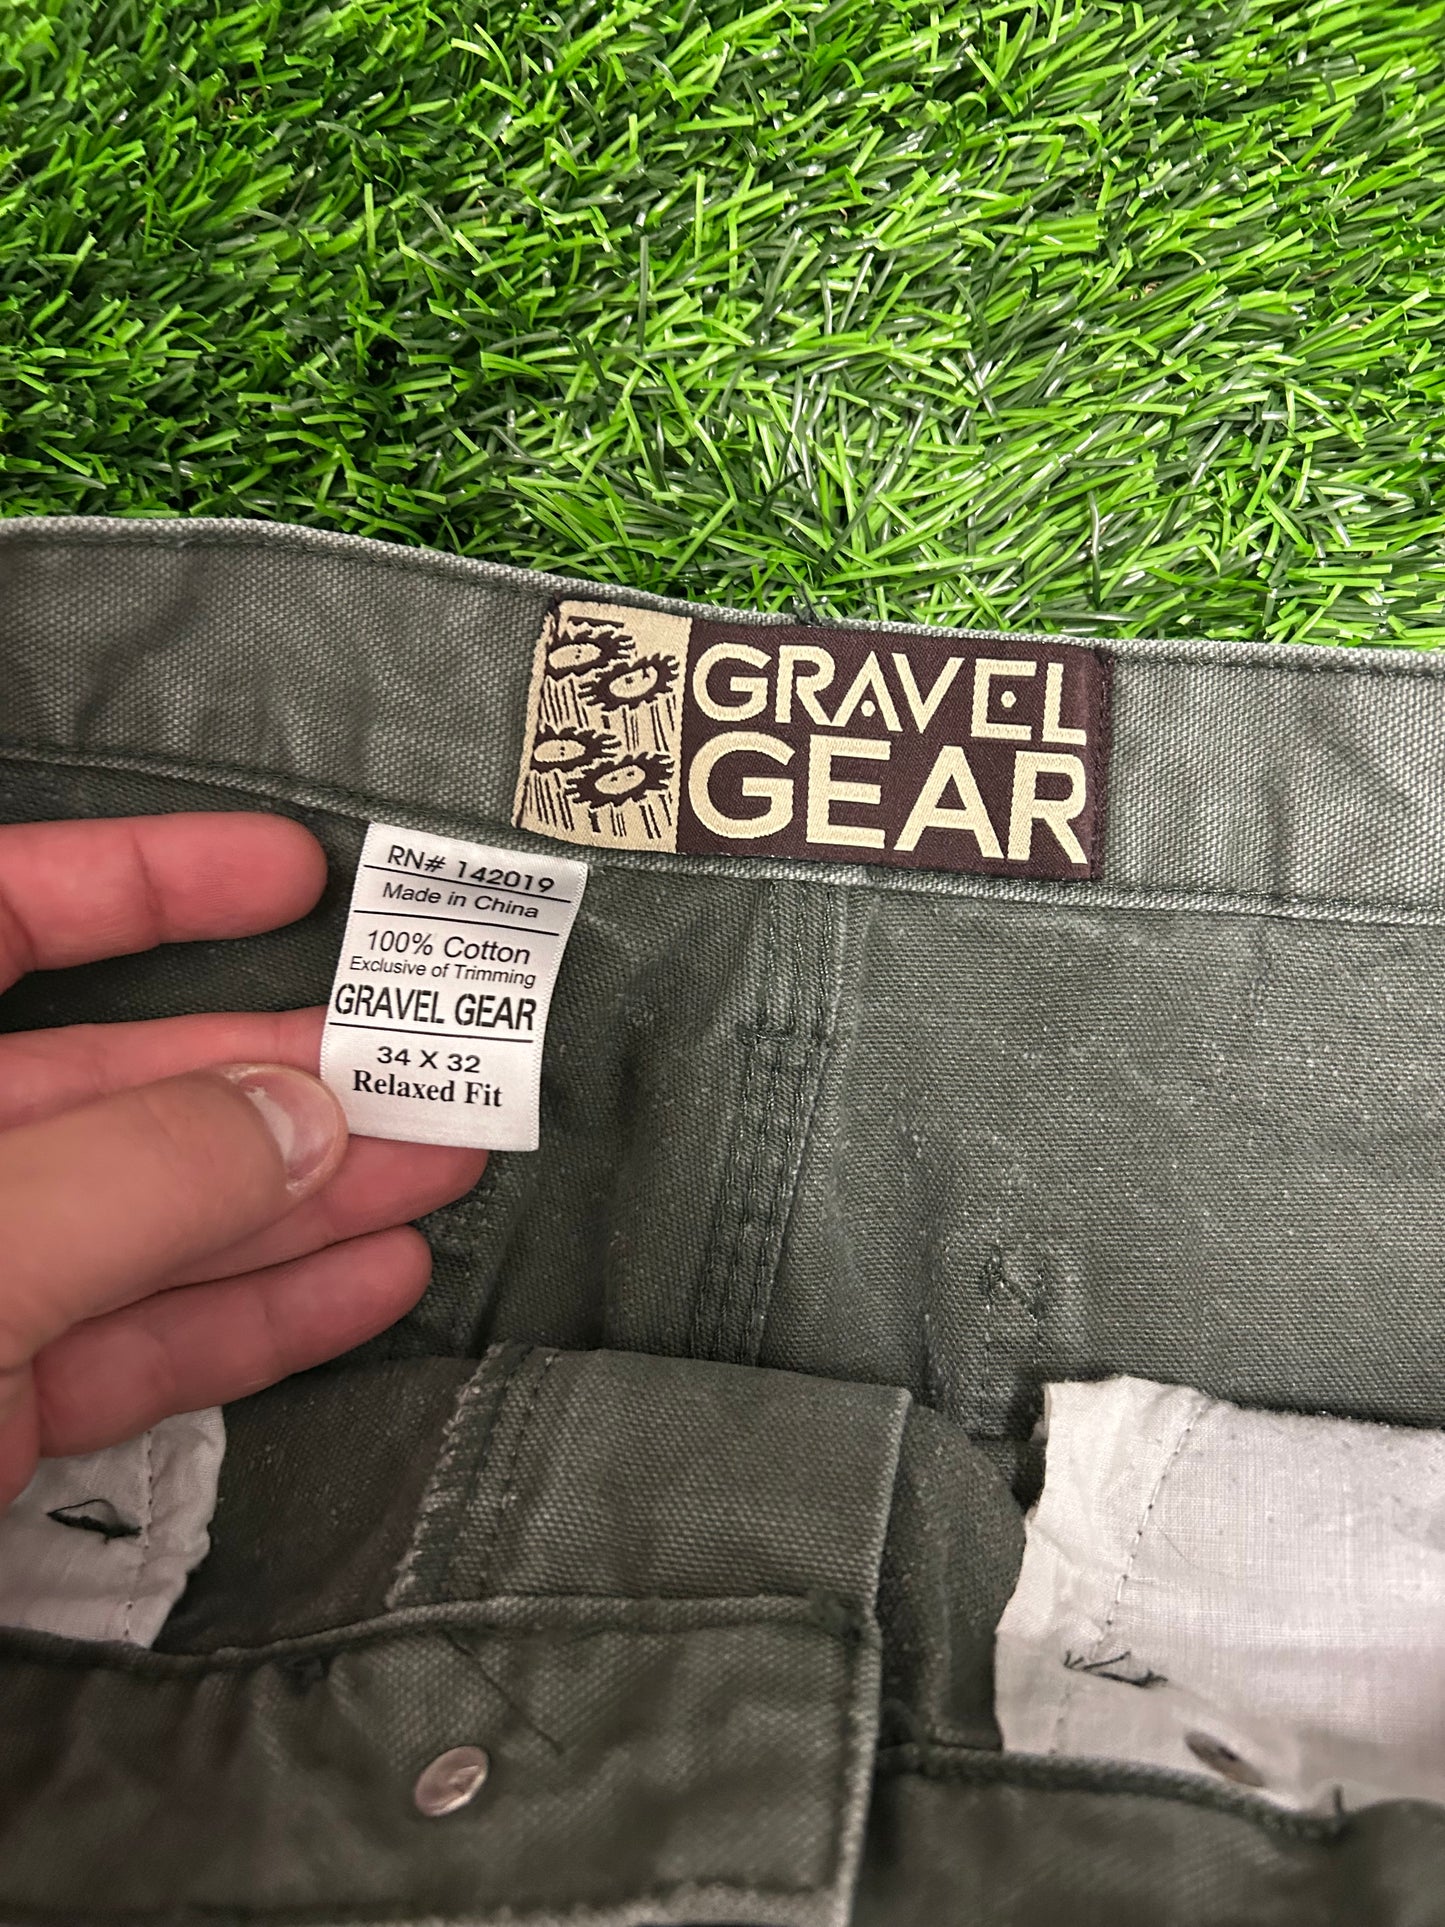 GRAVEL
GEAR
RN# 142019
Made in China
100% Cotton
Exclusive of Trimming
GRAVEL GEAR
34 X 32
Relaxed Fit